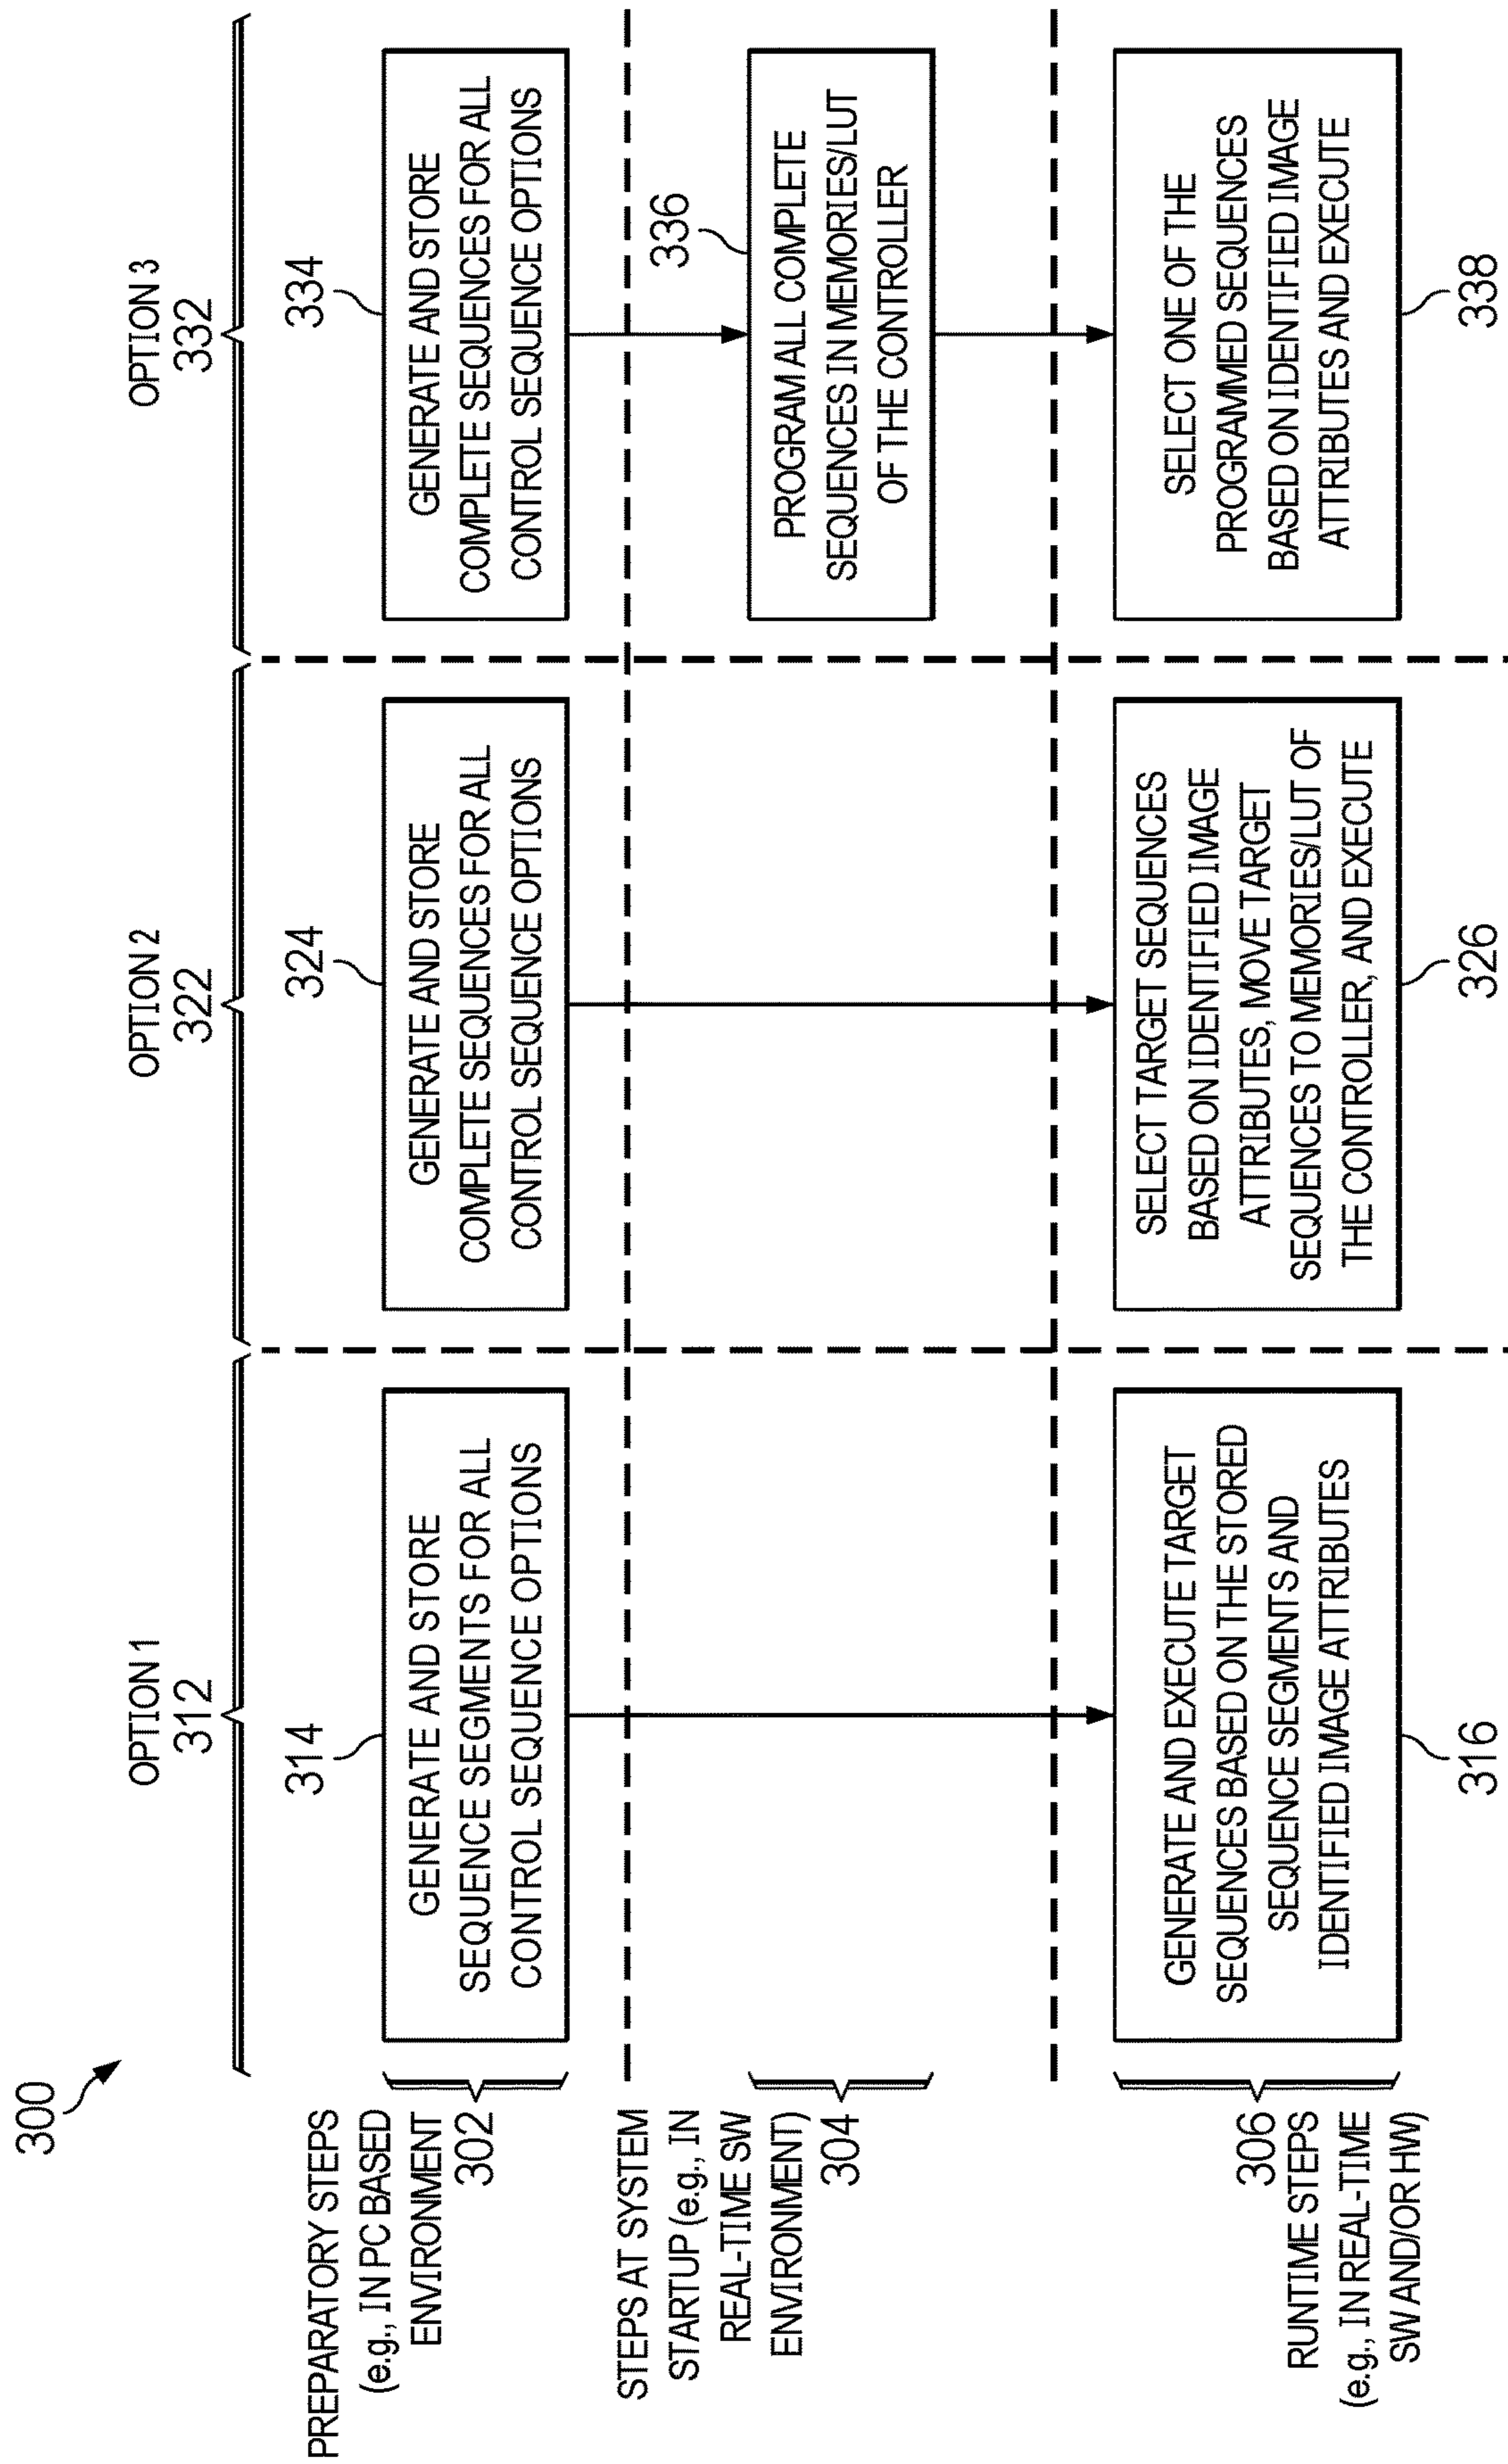 300
OPTION 1
312
OPTION 2
322
OPTION 3
332
PREPARATORY STEPS
(e.g., IN PC BASED
ENVIRONMENT
302
314
GENERATE AND STORE
SEQUENCE SEGMENTS FOR ALL
CONTROL SEQUENCE OPTIONS
324
GENERATE AND STORE
COMPLETE SEQUENCES FOR ALL
CONTROL SEQUENCE OPTIONS
334
GENERATE AND STORE
COMPLETE SEQUENCES FOR ALL
CONTROL SEQUENCE OPTIONS
STEPS AT SYSTEM
STARTUP (e.g., IN
REAL-TIME SW
ENVIRONMENT)
304
336
PROGRAM ALL COMPLETE
SEQUENCES IN MEMORIES/LUT
OF THE CONTROLLER
306
RUNTIME STEPS
(e.g., IN REAL-TIME
SW AND/OR HW)
GENERATE AND EXECUTE TARGET
SEQUENCES BASED ON THE STORED
SEQUENCE SEGMENTS AND
IDENTIFIED IMAGE ATTRIBUTES
316
SELECT TARGET SEQUENCES
BASED ON IDENTIFIED IMAGE
ATTRIBUTES, MOVE TARGET
SEQUENCES TO MEMORIES/LUT OF
THE CONTROLLER, AND EXECUTE
326
SELECT ONE OF THE
PROGRAMMED SEQUENCES
BASED ON IDENTIFIED IMAGE
ATTRIBUTES AND EXECUTE
338